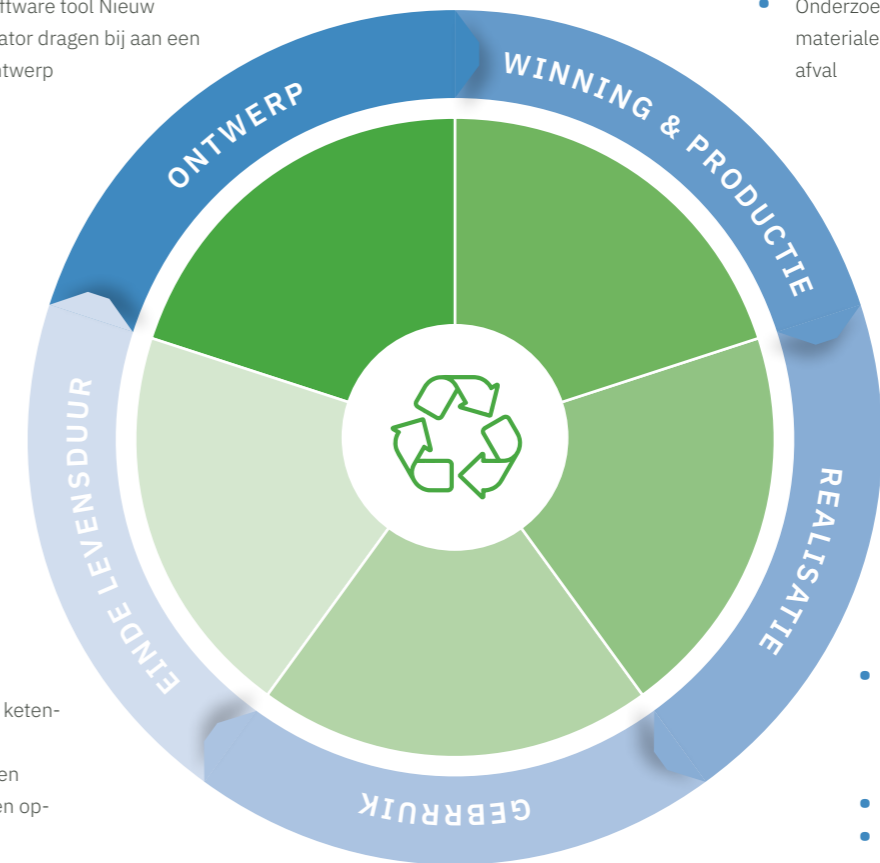 ftware tool Nieuw
ator dragen bij aan een
ntwerp
Onderzoe
materiale
afval
ONTWERP
WINNING & PRODUCTIE
REALISATIE
GEBRRUIK
EINDE LEVENSDUUR
keten-
en
en op-